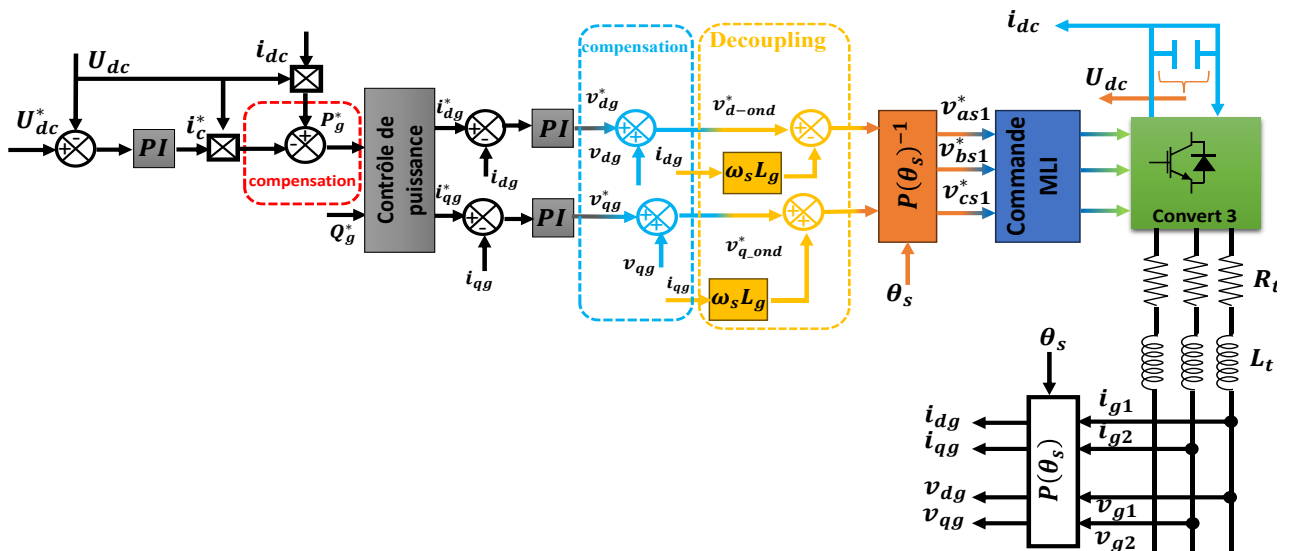 i_dc
U_dc
U*_dc
PI
i*_c
P*_g
compensation
Q*_g
Contrôle de
puissance
i*_dg
i_dg
i*_qg
i_qg
PI
PI
compensation
v*_dg
v_dg
v*_qg
v_qg
Decoupling
v*_d-ond
i_dg
ω_s L_g
v*_q_ond
i_qg
ω_s L_g
P(θ_s)^-1
θ_s
v*_as1
v*_bs1
v*_cs1
Commande
MLI
i_dc
U_dc
Convert 3
R_t
L_t
θ_s
P(θ_s)
i_dg
i_qg
v_dg
v_qg
i_g1
i_g2
v_g1
v_g2